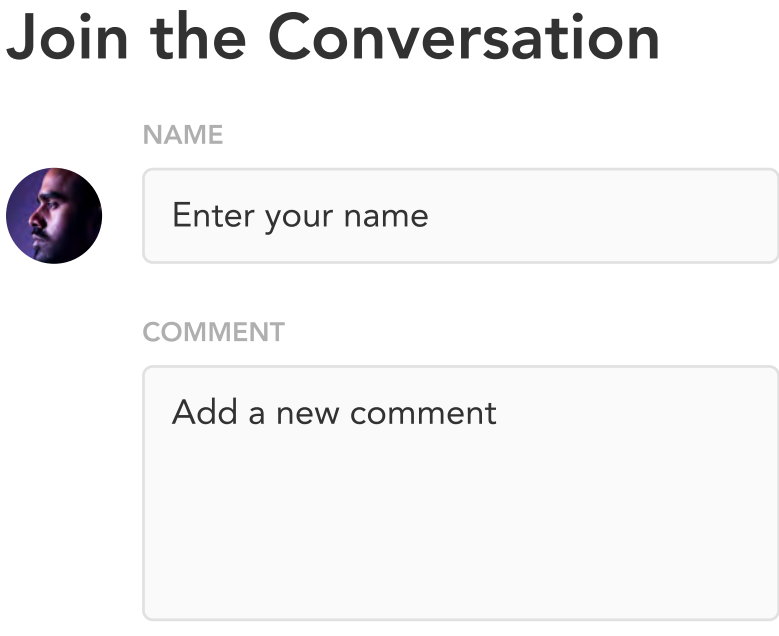 Join the Conversation
NAME
Enter your name
COMMENT
Add a new comment